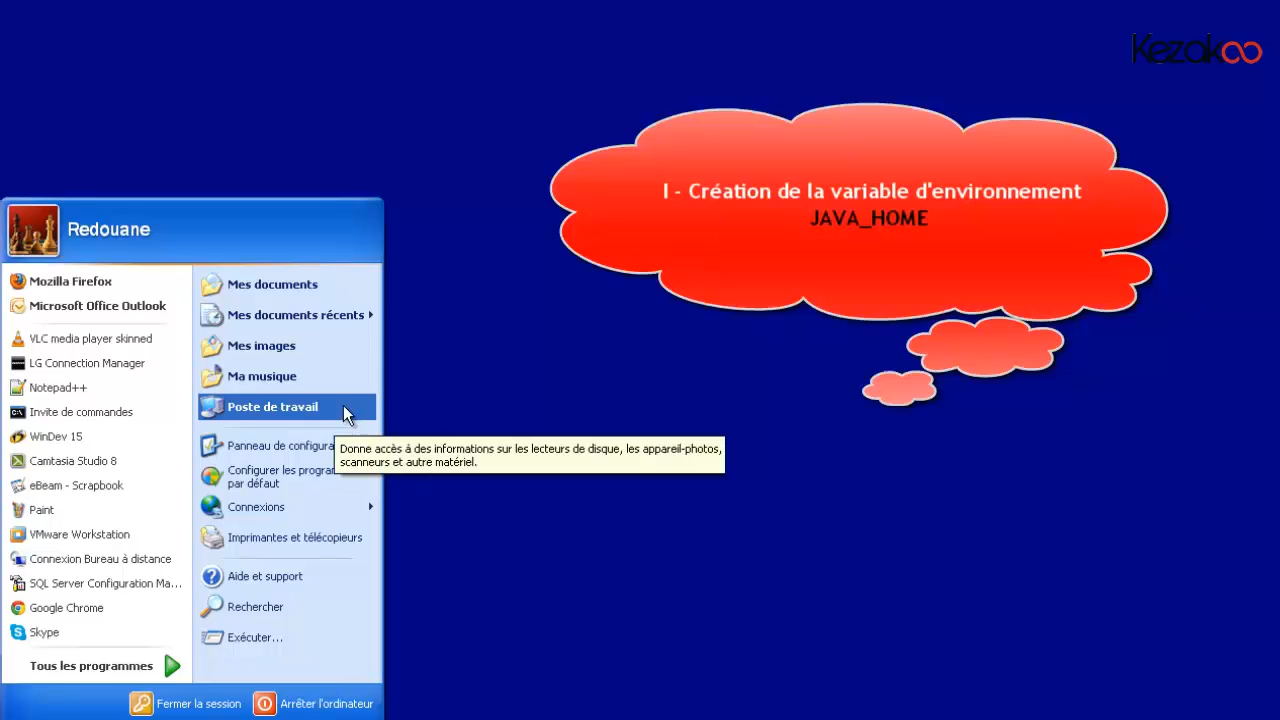 Kezakoo
I - Création de la variable d'environnement
JAVA_HOME
Redouane
Mozilla Firefox
Microsoft Office Outlook
VLC media player skinned
LG Connection Manager
Notepad++
Invite de commandes
WinDev 15
Camtasia Studio 8
eBeam - Scrapbook
Paint
VMware Workstation
Connexion Bureau à distance
SQL Server Configuration Ma...
Google Chrome
Skype
Tous les programmes
Mes documents
Mes documents récents
Mes images
Ma musique
Poste de travail
Panneau de configura
Configurer les program
par défaut
Connexions
Imprimantes et télécopieurs
Aide et support
Rechercher
Exécuter...
Donne accès à des informations sur les lecteurs de disque, les appareil-photos,
scanneurs et autre matériel.
Fermer la session
Arrêter l'ordinateur